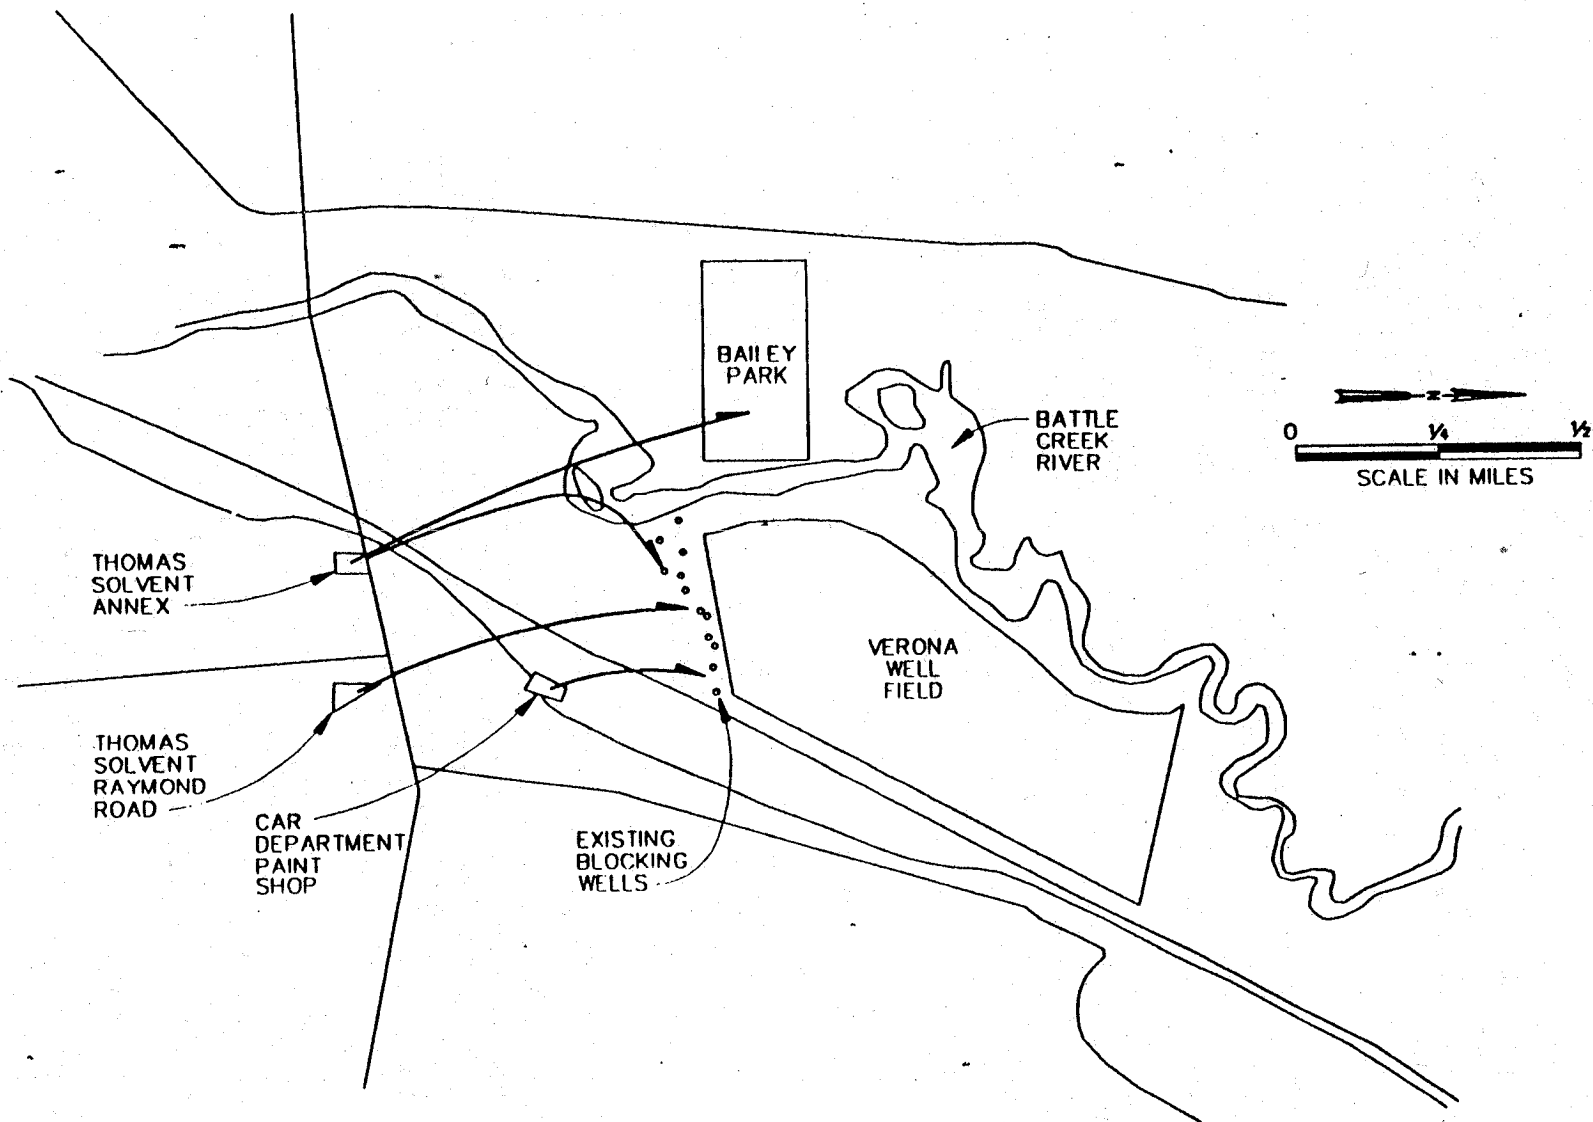 BAILEY
PARK
BATTLE
CREEK
RIVER
N
0 1/4 1/2
SCALE IN MILES
THOMAS
SOLVENT
ANNEX
VERONA
WELL
FIELD
THOMAS
SOLVENT
RAYMOND
ROAD
CAR
DEPARTMENT
PAINT
SHOP
EXISTING
BLOCKING
WELLS